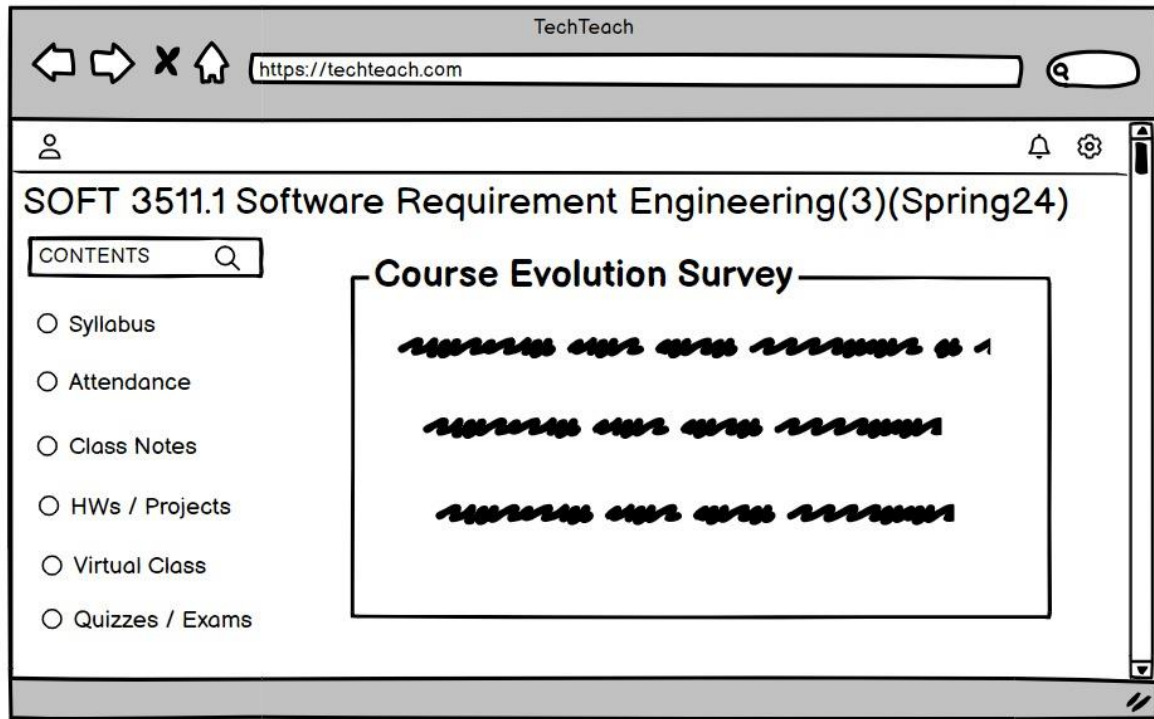 TechTeach
https://techteach.com
SOFT 3511.1 Software Requirement Engineering(3)(Spring24)
CONTENTS
Course Evolution Survey
Syllabus
Attendance
Class Notes
HWs / Projects
Virtual Class
Quizzes / Exams